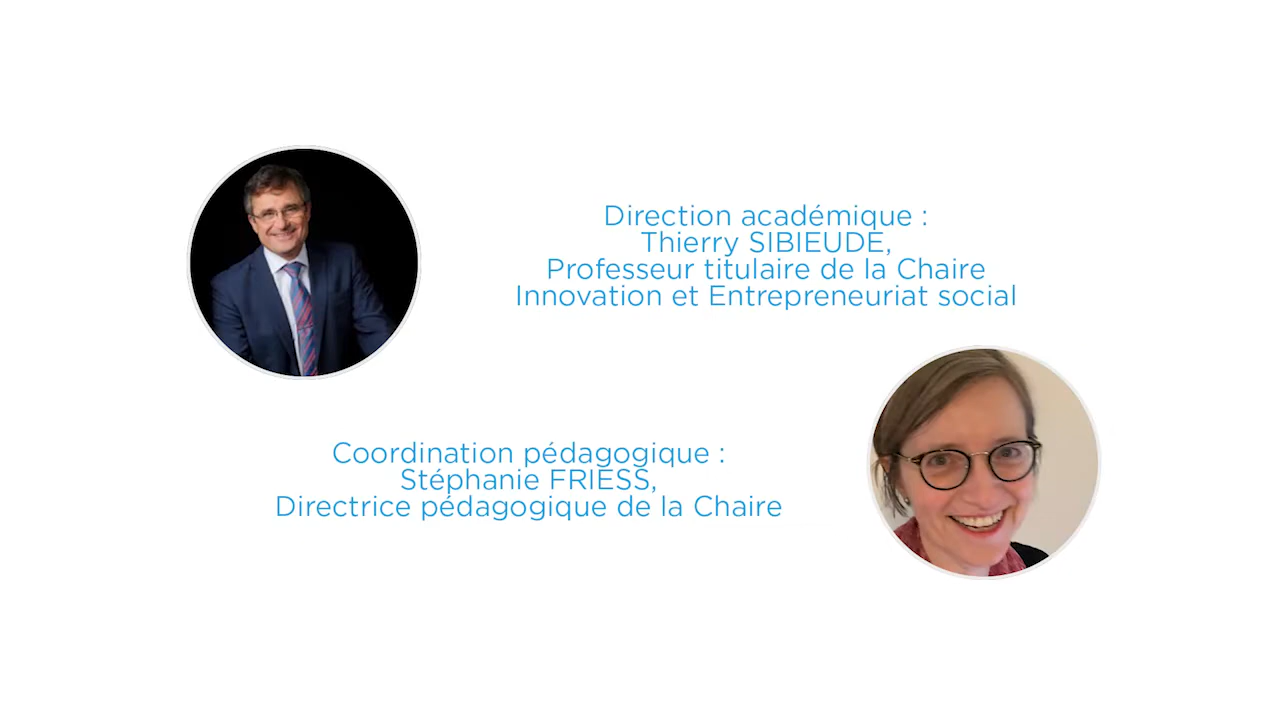 Direction académique :
Thierry SIBIEUDE,
Professeur titulaire de la Chaire
Innovation et Entrepreneuriat social
Coordination pédagogique :
Stéphanie FRIESS,
Directrice pédagogique de la Chaire